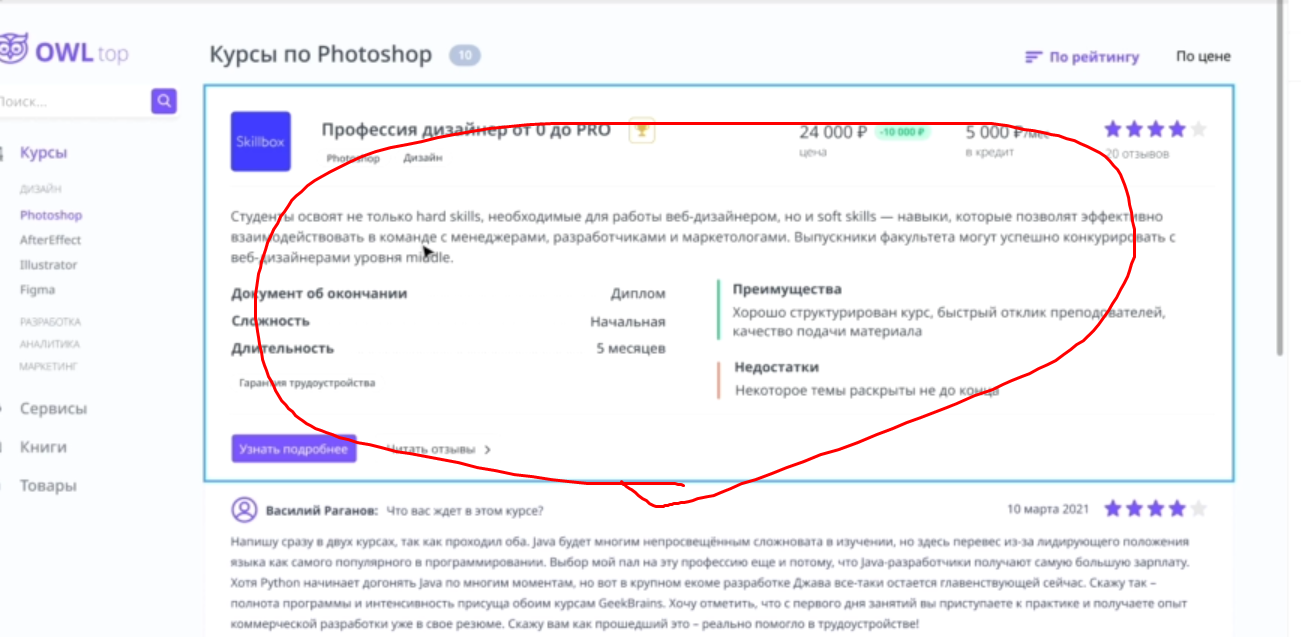 OWL top
Курсы по Photoshop 10
По рейтингу По цене
Поиск...
Курсы
ДИЗАЙН
Photoshop
AfterEffect
Illustrator
Figma
РАЗРАБОТКА
АНАЛИТИКА
МАРКЕТИНГ
Сервисы
Книги
Товары
Skillbox
Профессия дизайнер от 0 до PRO
Photoshop Дизайн
24 000 ₽ -10 000 ₽
цена
5 000 ₽/мес
в кредит
20 отзывов
Студенты освоят не только hard skills, необходимые для работы веб-дизайнером, но и soft skills — навыки, которые позволят эффективно
взаимодействовать в команде с менеджерами, разработчиками и маркетологами. Выпускники факультета могут успешно конкурировать с
веб-дизайнерами уровня middle.
Документ об окончании Диплом
Сложность Начальная
Длительность 5 месяцев
Гарантия трудоустройства
Преимущества
Хорошо структурирован курс, быстрый отклик преподователей,
качество подачи материала
Недостатки
Некоторое темы раскрыты не до конца
Узнать подробнее Читать отзывы
Василий Раганов: Что вас ждет в этом курсе? 10 марта 2021
Напишу сразу в двух курсах, так как проходил оба. Java будет многим непросвещённым сложновата в изучении, но здесь перевес из-за лидирующего положения
языка как самого популярного в программировании. Выбор мой пал на эту профессию еще и потому, что Java-разработчики получают самую большую зарплату.
Хотя Python начинает догонять Java по многим моментам, но вот в крупном екоме разработке Джава все-таки остается главенствующей сейчас. Скажу так –
полнота программы и интенсивность присуща обоим курсам GeekBrains. Хочу отметить, что с первого дня занятий вы приступаете к практике и получаете опыт
коммерческой разработки уже в свое резюме. Скажу вам как прошедший это – реально помогло в трудоустройстве!